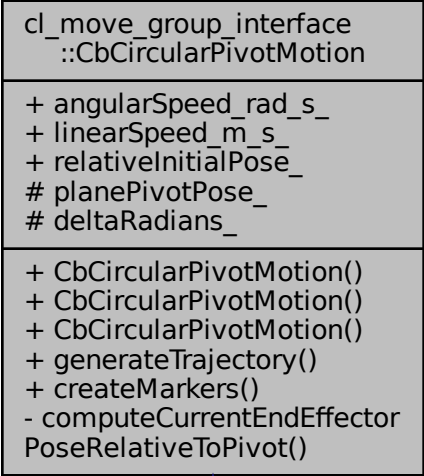 cl_move_group_interface
::CbCircularPivotMotion
+ angularSpeed_rad_s_
+ linearSpeed_m_s_
+ relativeInitialPose_
# planePivotPose_
# deltaRadians_
+ CbCircularPivotMotion()
+ CbCircularPivotMotion()
+ CbCircularPivotMotion()
+ generateTrajectory()
+ createMarkers()
- computeCurrentEndEffector
PoseRelativeToPivot()